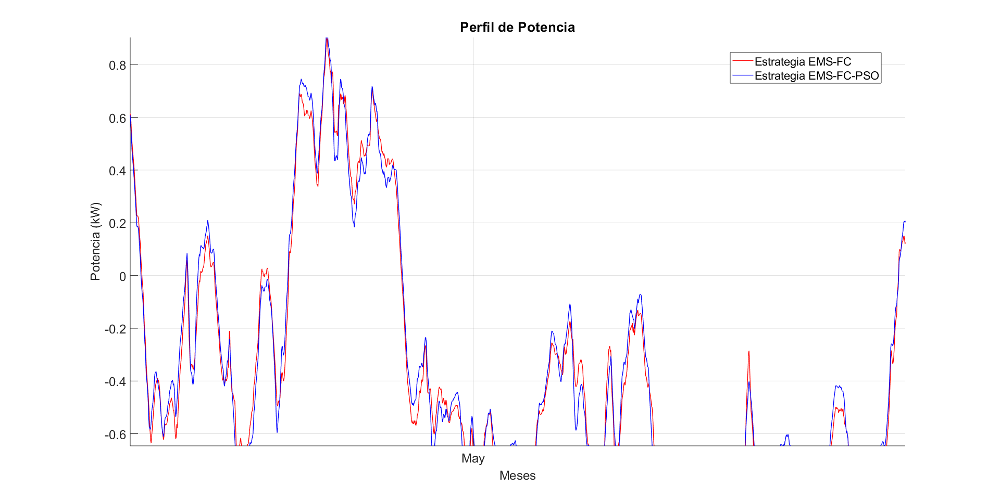 Perfil de Potencia
Estrategia EMS-FC
Estrategia EMS-FC-PSO
0.8
0.6
0.4
0.2
0
-0.2
-0.4
-0.6
Potencia (kW)
May
Meses